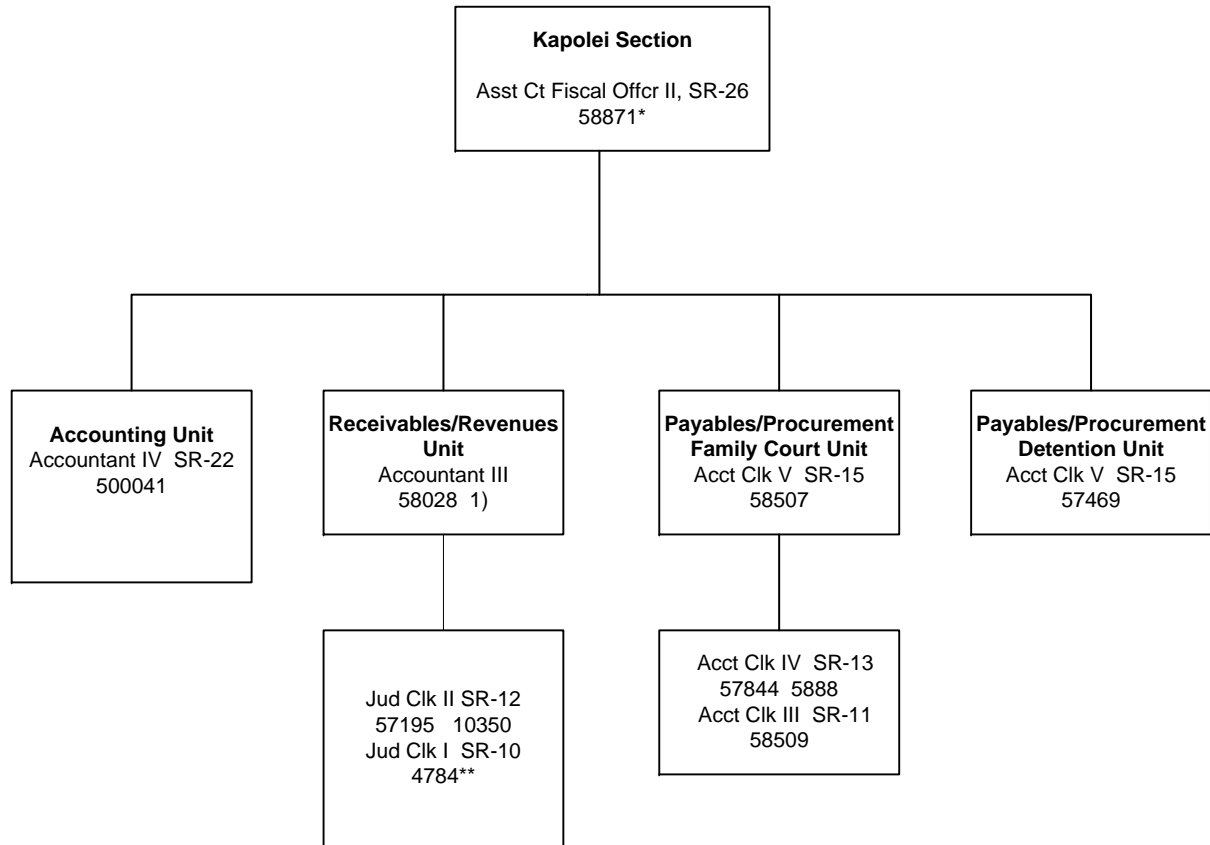 Kapolei Section
Asst Ct Fiscal Offcr II, SR-26
58871*
Accounting Unit
Accountant IV SR-22
500041
Receivables/Revenues
Unit
Accountant III
58028 1)
Payables/Procurement
Family Court Unit
Acct Clk V SR-15
58507
Payables/Procurement
Detention Unit
Acct Clk V SR-15
57469
Jud Clk II SR-12
57195 10350
Jud Clk I SR-10
4784**
Acct Clk IV SR-13
57844 5888
Acct Clk III SR-11
58509